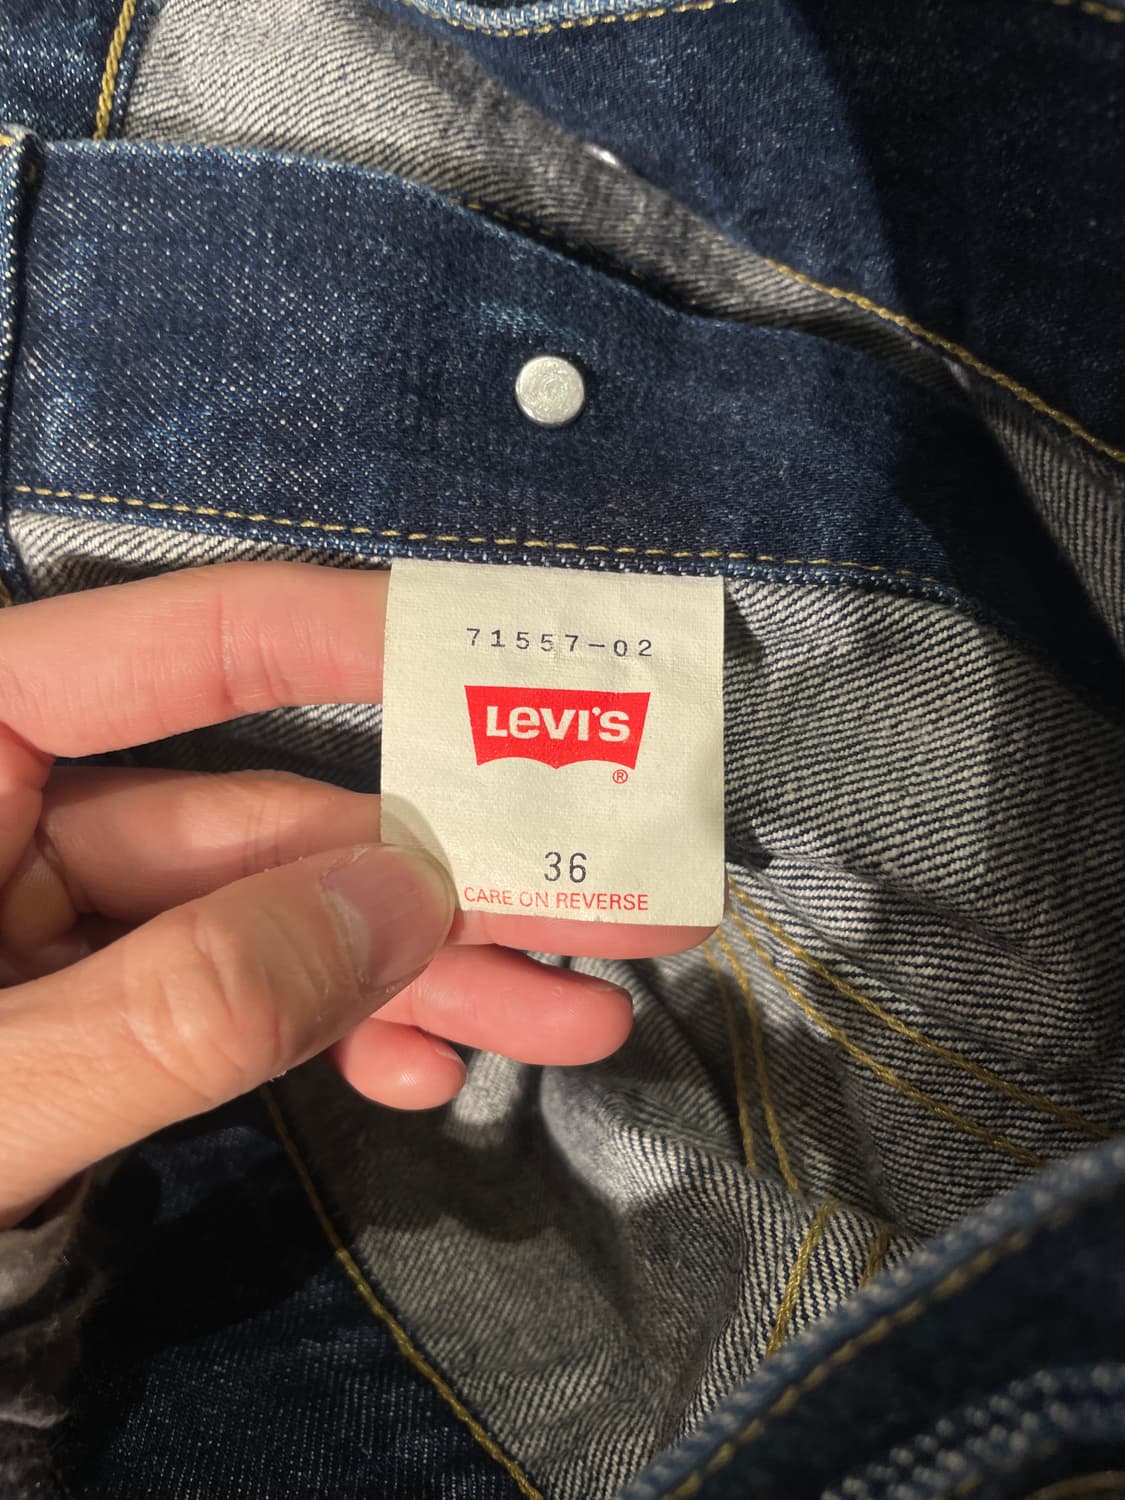 71557-02
LEVI'S
®
36
CARE ON REVERSE